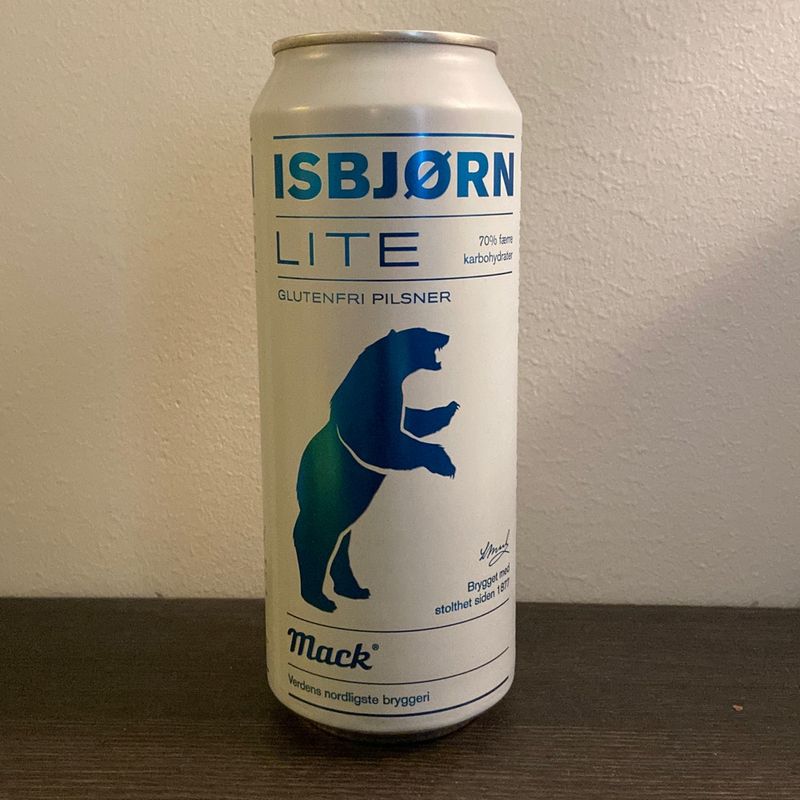 ISBJØRN
LITE
70% færre
karbohydrater
GLUTENFRI PILSNER
Brygget med
stolthet siden 1877
Mack®
Verdens nordligste bryggeri